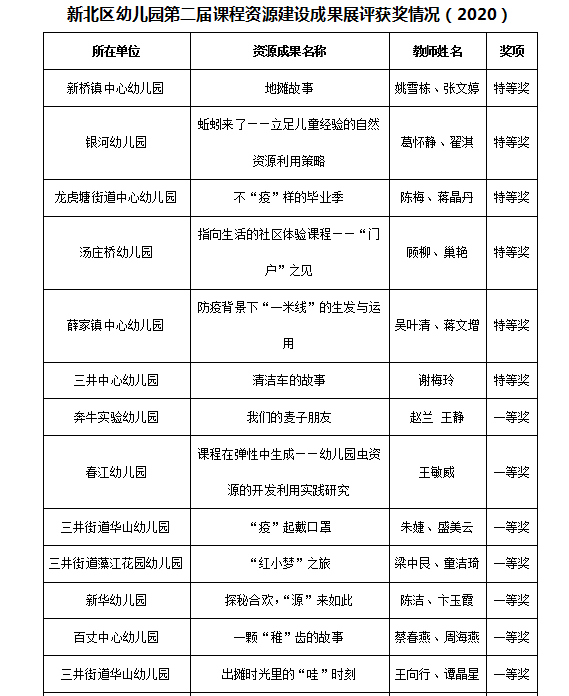 新北区幼儿园第二届课程资源建设成果展评获奖情况（2020）
所在单位 资源成果名称 教师姓名 奖项
新桥镇中心幼儿园 地摊故事 姚雪栋、张文婷 特等奖
银河幼儿园 蚯蚓来了——立足儿童经验的自然
资源利用策略 葛怀静、翟淇 特等奖
龙虎塘街道中心幼儿园 不“疫”样的毕业季 陈梅、蒋晶丹 特等奖
汤庄桥幼儿园 指向生活的社区体验课程——“门
户”之见 顾柳、巢艳 特等奖
薛家镇中心幼儿园 防疫背景下“一米线”的生发与运
用 吴叶清、蒋文增 特等奖
三井中心幼儿园 清洁车的故事 谢梅玲 特等奖
奔牛实验幼儿园 我们的麦子朋友 赵兰 王静 一等奖
春江幼儿园 课程在弹性中生成——幼儿园虫资
源的开发利用实践研究 王敏威 一等奖
三井街道华山幼儿园 “疫”起戴口罩 朱婕、盛美云 一等奖
三井街道藻江花园幼儿园 “红小梦”之旅 梁中艮、童洁琦 一等奖
新华幼儿园 探秘合欢，“源”来如此 陈洁、卞玉霞 一等奖
百丈中心幼儿园 一颗“稚”齿的故事 蔡春燕、周海燕 一等奖
三井街道华山幼儿园 出摊时光里的“哇”时刻 王向行、谭晶星 一等奖